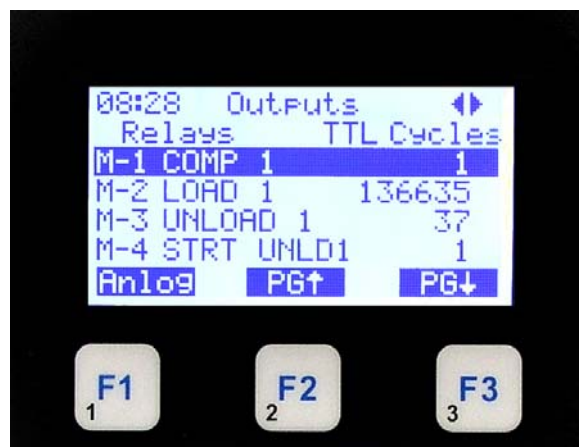 08:28 Outputs
Relays TTL Cycles
M-1 COMP 1 1
M-2 LOAD 1 136635
M-3 UNLOAD 1 37
M-4 STRT UNLD1 1
Anlog PG↑ PG↓
F1 F2 F3
1 2 3